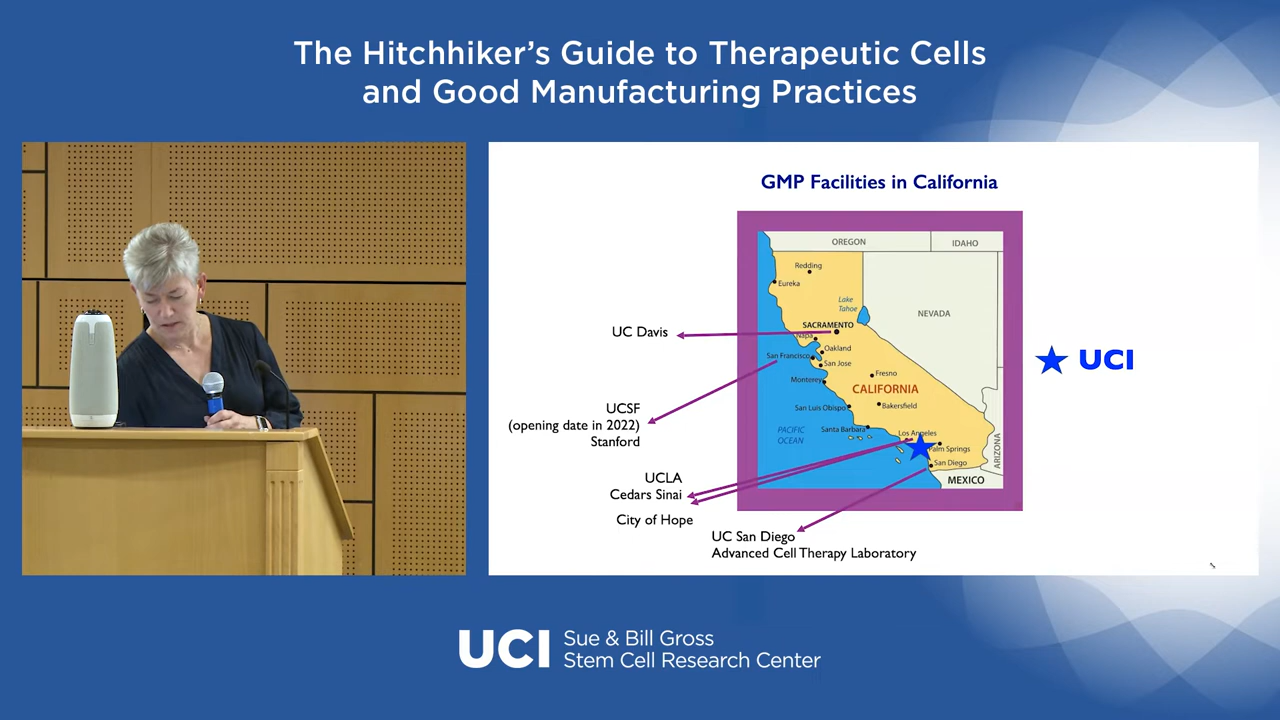 The Hitchhiker's Guide to Therapeutic Cells
and Good Manufacturing Practices
GMP Facilities in California
OREGON
IDAHO
Redding
Eureka
Lake
Tahoe
NEVADA
SACRAMENTO
Napa
UC Davis
Oakland
San Francisco
San Jose
UCI
Monterey
Fresno
CALIFORNIA
UCSF
(opening date in 2022)
Stanford
San Luis Obispo
Bakersfield
Santa Barbara
PACIFIC
OCEAN
Los Angeles
Palm Springs
San Diego
ARIZONA
MEXICO
UCLA
Cedars Sinai
City of Hope
UC San Diego
Advanced Cell Therapy Laboratory
UCI
Sue & Bill Gross
Stem Cell Research Center